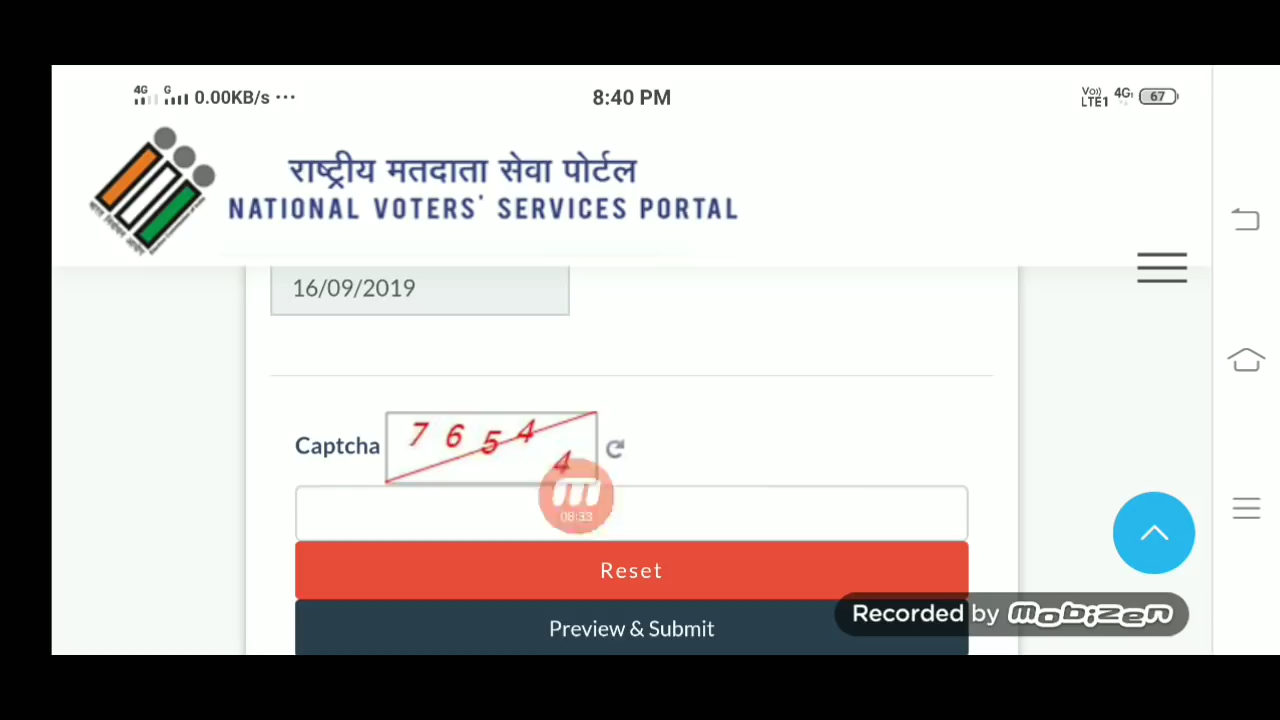 4G G 0.00KB/s ... 8:40 PM Vo)) LTE1 4G 67
राष्ट्रीय मतदाता सेवा पोर्टल
NATIONAL VOTERS' SERVICES PORTAL
16/09/2019
Captcha 7 6 5 4 4
08:33
Reset
Recorded by mobizen
Preview & Submit